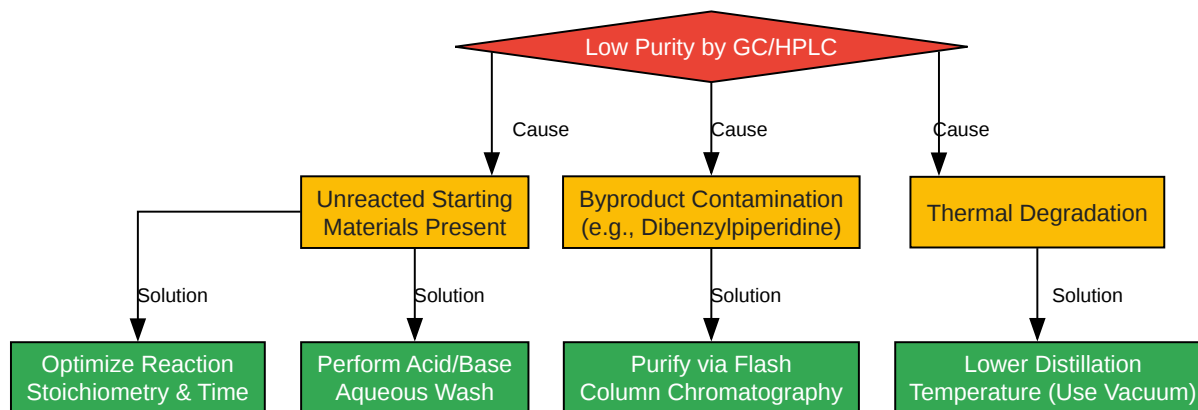 Low Purity by GC/HPLC
Cause
Cause
Cause
Unreacted Starting
Materials Present
Byproduct Contamination
(e.g., Dibenzylpiperidine)
Thermal Degradation
Solution
Solution
Solution
Solution
Optimize Reaction
Stoichiometry & Time
Perform Acid/Base
Aqueous Wash
Purify via Flash
Column Chromatography
Lower Distillation
Temperature (Use Vacuum)